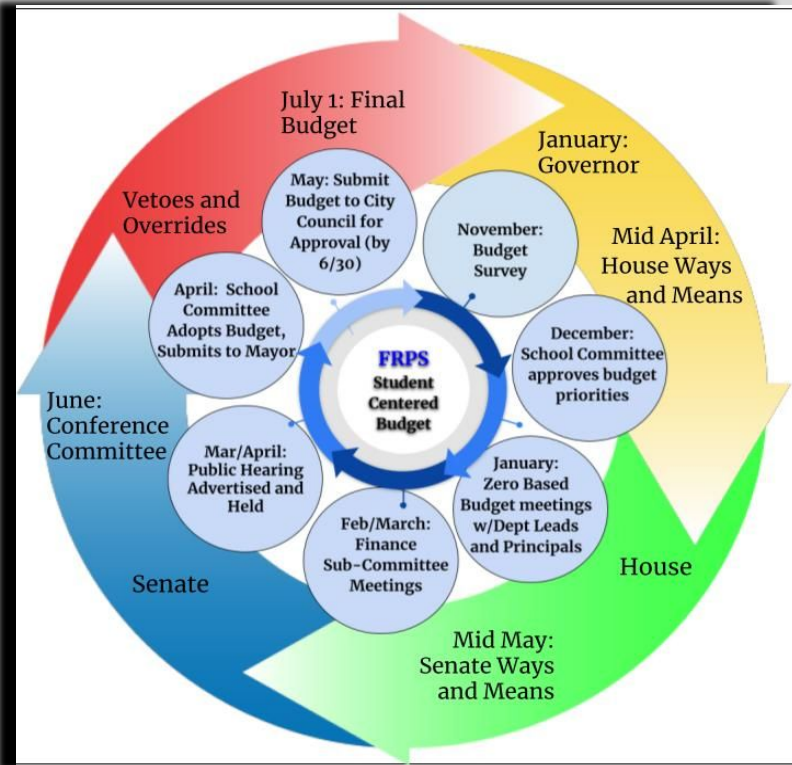 July 1: Final
Budget
January:
Governor
Mid April:
House Ways
and Means
House
Mid May:
Senate Ways
and Means
Senate
June:
Conference
Committee
Vetoes and
Overrides
November:
Budget
Survey
December:
School Committee
approves budget
priorities
January:
Zero Based
Budget meetings
w/Dept Leads
and Principals
Feb/March:
Finance
Sub-Committee
Meetings
Mar/April:
Public Hearing
Advertised and
Held
April: School
Committee
Adopts Budget,
Submits to Mayor
May: Submit
Budget to City
Council for
Approval (by
6/30)
FRPS
Student
Centered
Budget